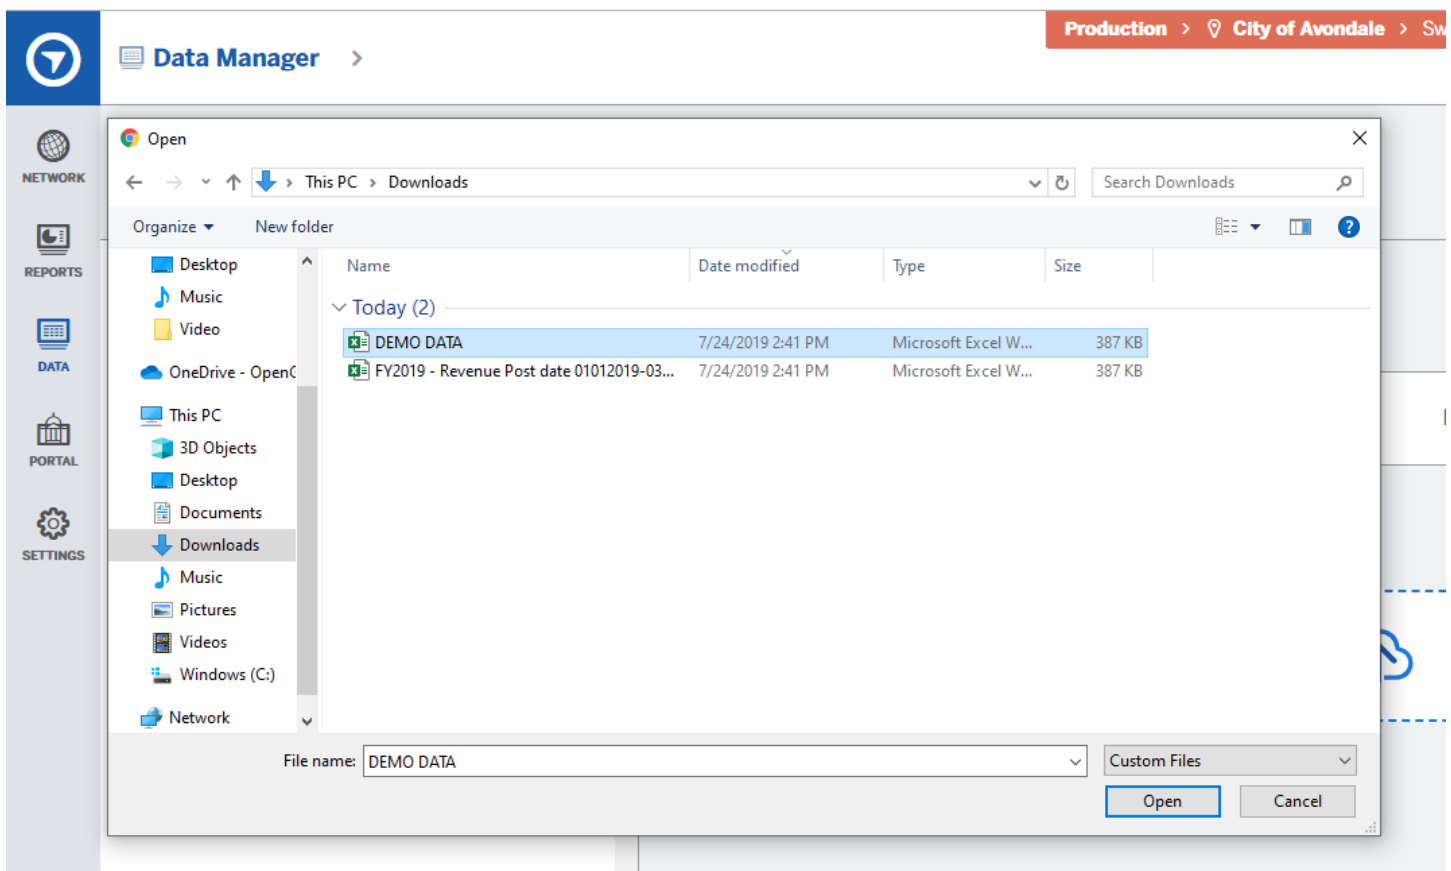 Production > City of Avondale > Sw
Data Manager >
NETWORK
REPORTS
DATA
PORTAL
SETTINGS
Open
This PC > Downloads
Search Downloads
Organize
New folder
Name
Date modified
Type
Size
Today (2)
DEMO DATA 7/24/2019 2:41 PM Microsoft Excel W... 387 KB
FY2019 - Revenue Post date 01012019-03... 7/24/2019 2:41 PM Microsoft Excel W... 387 KB
Desktop
Music
Video
OneDrive - Open
This PC
3D Objects
Desktop
Documents
Downloads
Music
Pictures
Videos
Windows (C:)
Network
File name: DEMO DATA
Custom Files
Open
Cancel